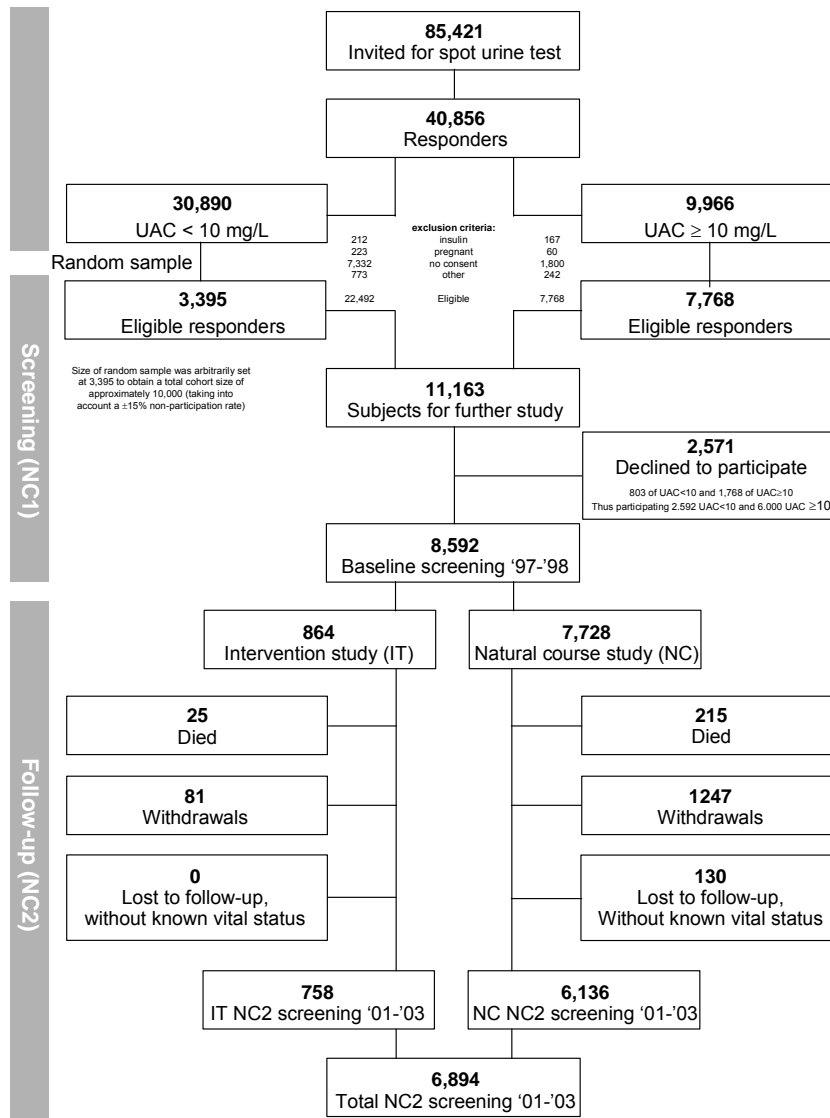 85,421
Invited for spot urine test
40,856
Responders
30,890
UAC < 10 mg/L
9,966
UAC ≥ 10 mg/L
exclusion criteria:
212 insulin 167
223 pregnant 60
7,332 no consent 1,800
773 other 242
22,492 Eligible 7,768
Random sample
3,395
Eligible responders
7,768
Eligible responders
Size of random sample was arbitrarily set
at 3,395 to obtain a total cohort size of
approximately 10,000 (taking into
account a ±15% non-participation rate)
11,163
Subjects for further study
2,571
Declined to participate
803 of UAC<10 and 1,768 of UAC≥10
Thus participating 2.592 UAC<10 and 6.000 UAC ≥10
8,592
Baseline screening ‘97-’98
Screening (NC1)
864
Intervention study (IT)
7,728
Natural course study (NC)
25
Died
215
Died
81
Withdrawals
1247
Withdrawals
0
Lost to follow-up,
without known vital status
130
Lost to follow-up,
Without known vital status
758
IT NC2 screening ‘01-’03
6,136
NC NC2 screening ‘01-’03
6,894
Total NC2 screening ‘01-’03
Follow-up (NC2)